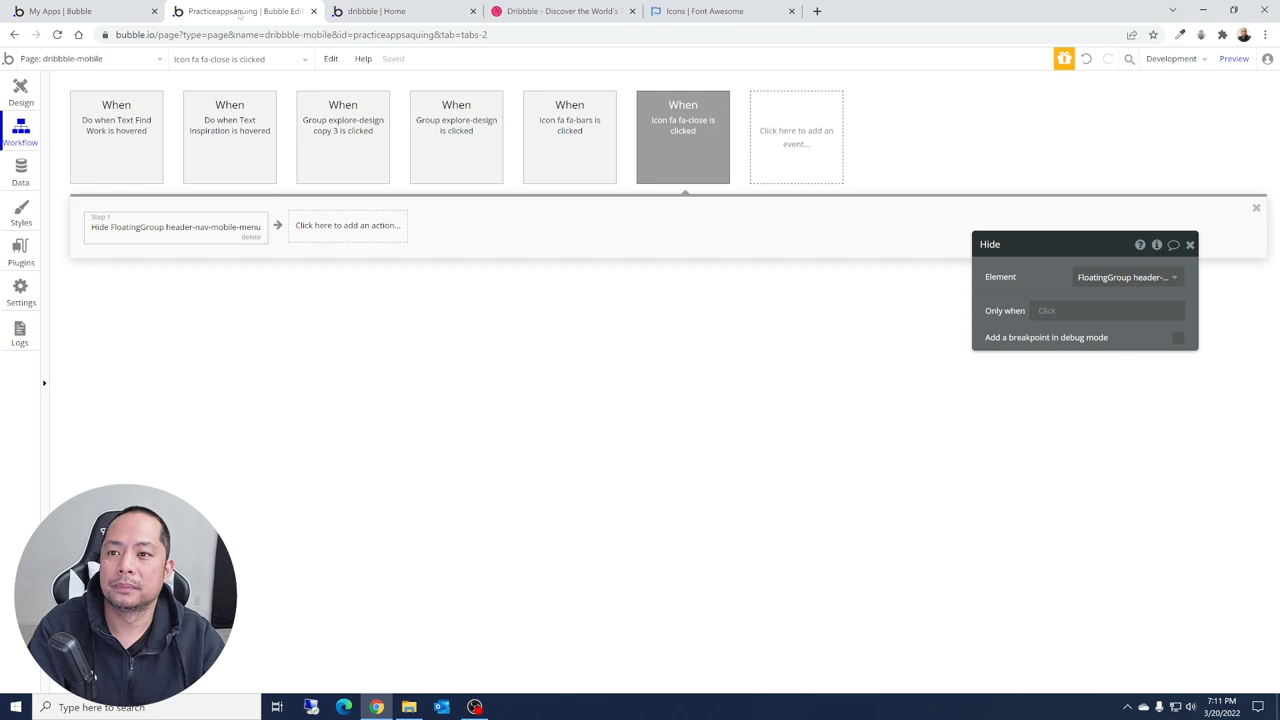 My Apps | Bubble
Practiceappsaquing | Bubble Edit
dribbble | Home
Dribbble - Discover the World's T
Icons | Font Awesome
bubble.io/page?type=page&name=dribbble-mobile&id=practiceappsaquing&tab=tabs-2
Page: dribbble-mobile
Icon fa fa-close is clicked
Edit
Help
Saved
Development
Preview
Design
Workflow
Data
Styles
Plugins
Settings
Logs
When
Do when Text Find
Work is hovered
When
Do when Text
Inspiration is hovered
When
Group explore-design
copy 3 is clicked
When
Group explore-design
is clicked
When
Icon fa fa-bars is
clicked
When
Icon fa fa-close is
clicked
Click here to add an
event...
Step 1
Hide FloatingGroup header-nav-mobile-menu
delete
Click here to add an action...
Hide
Element
FloatingGroup header-...
Only when
Click
Add a breakpoint in debug mode
Type here to search
7:11 PM
3/20/2022